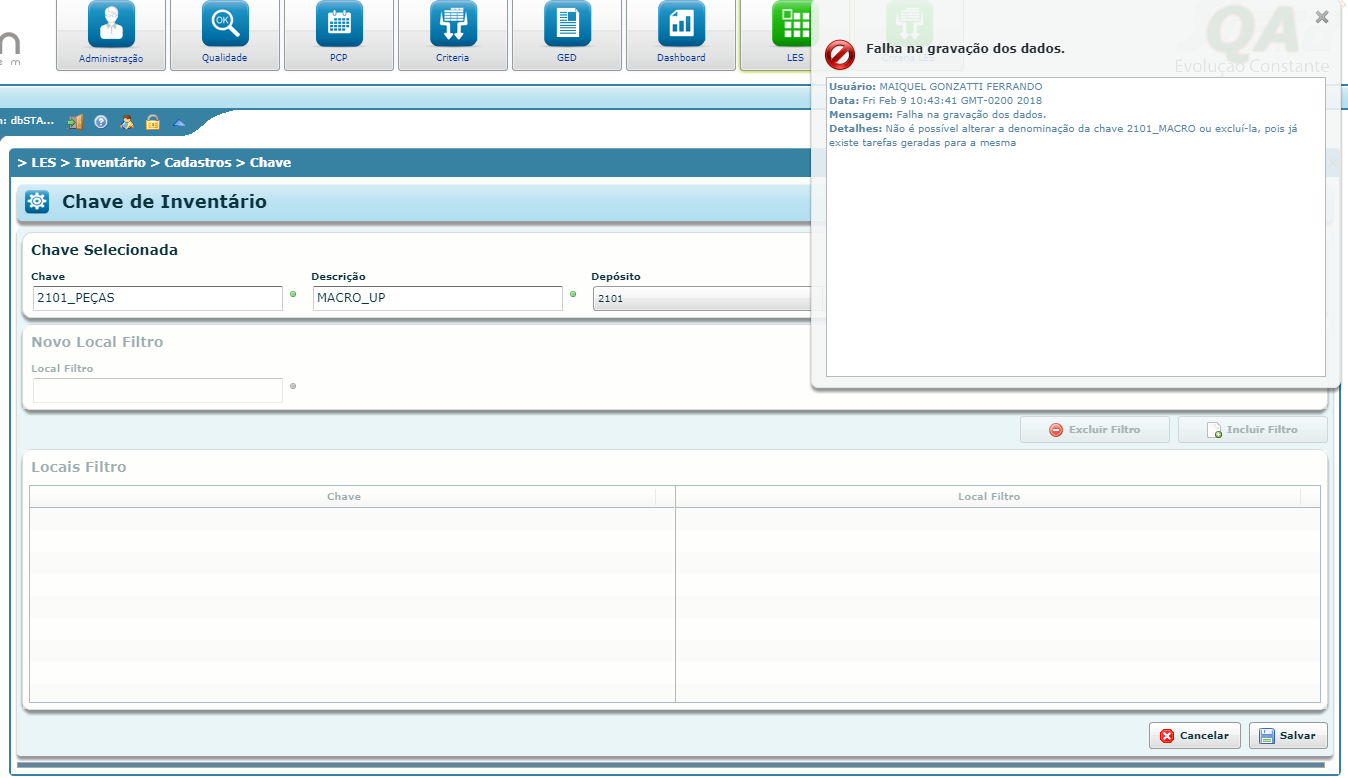 Administração
OK
Qualidade
PCP
Criteria
GED
Dashboard
LES
Criteria LES
QA
Evolução Constante
Falha na gravação dos dados.
Usuário: MAIQUEL GONZATTI FERRANDO
Data: Fri Feb 9 10:43:41 GMT-0200 2018
Mensagem: Falha na gravação dos dados.
Detalhes: Não é possível alterar a denominação da chave 2101_MACRO ou excluí-la, pois já
existe tarefas geradas para a mesma
: dbSTA...
> LES > Inventário > Cadastros > Chave
Chave de Inventário
Chave Selecionada
Chave Descrição Depósito
2101_PEÇAS MACRO_UP 2101
Novo Local Filtro
Local Filtro
Excluir Filtro Incluir Filtro
Locais Filtro
Chave Local Filtro
Cancelar Salvar